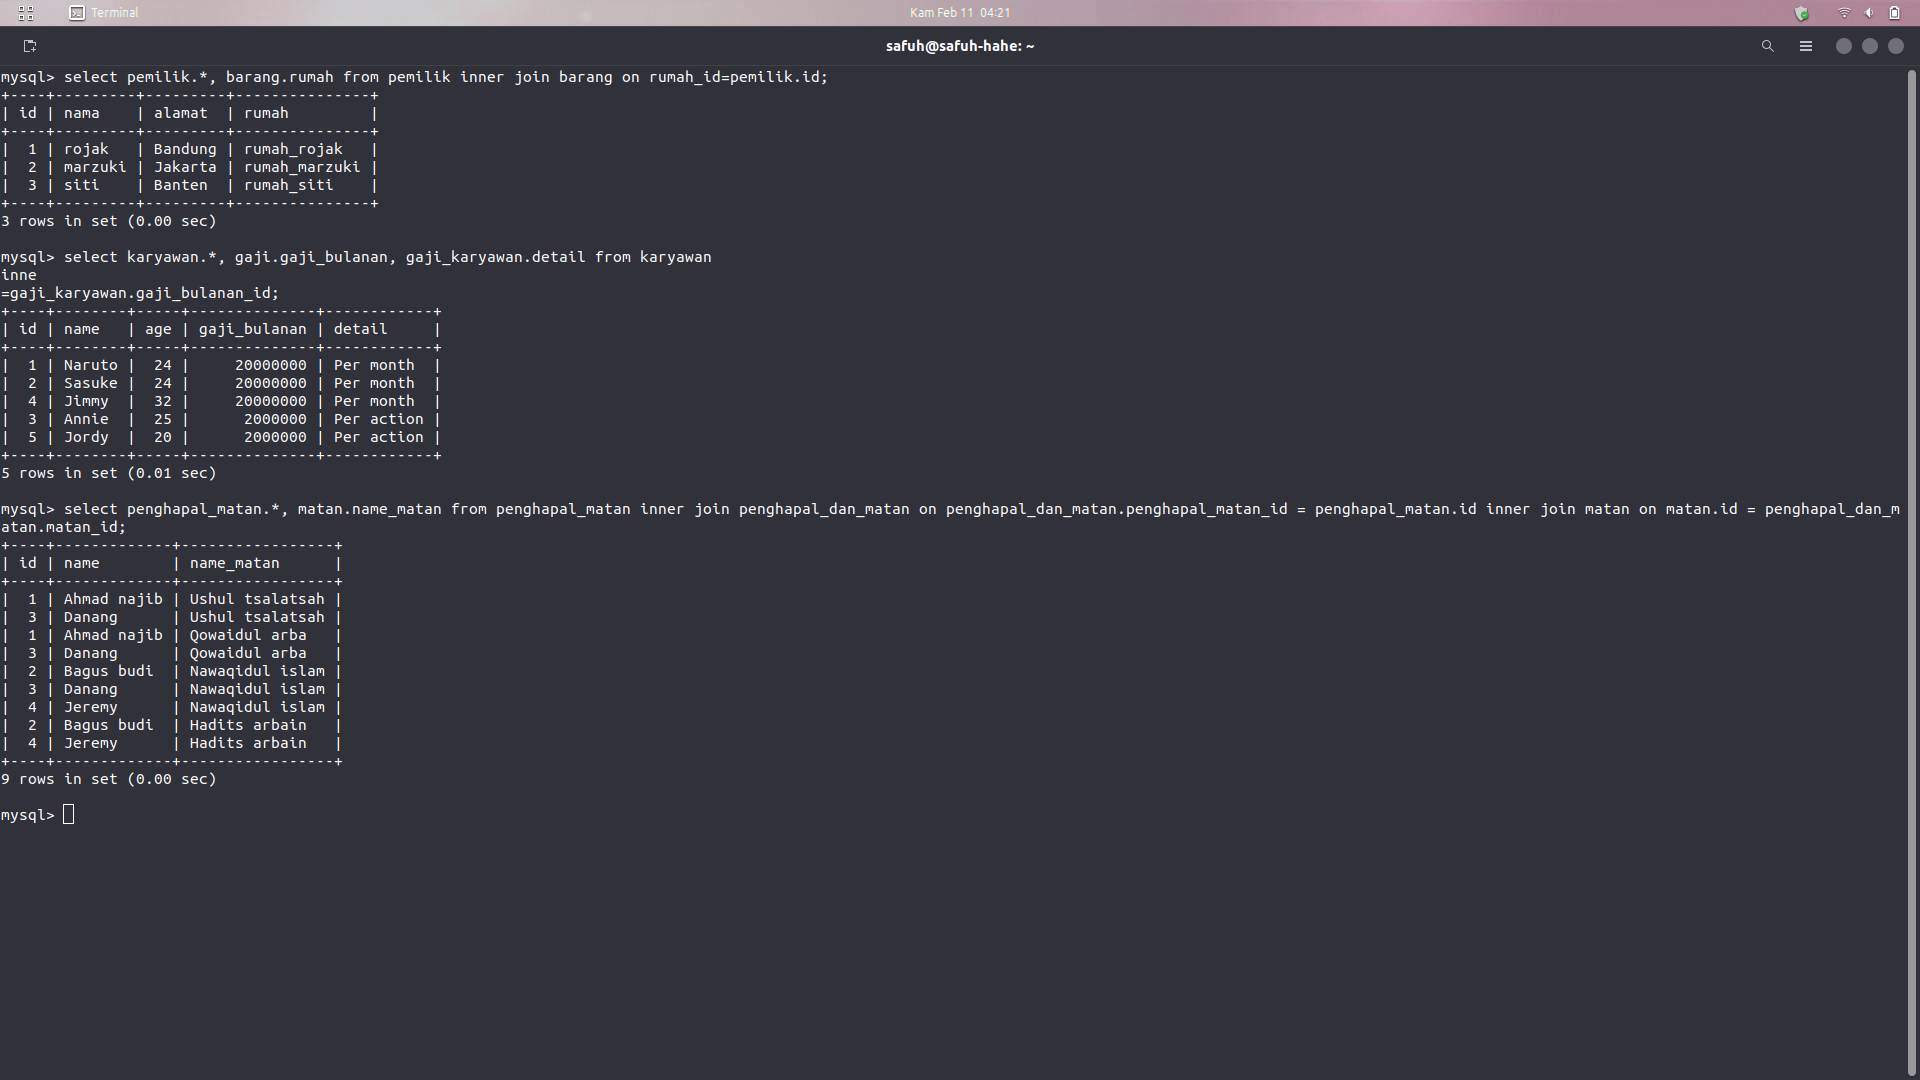 Terminal
Kam Feb 11  04:21
safuh@safuh-hahe: ~
mysql> select pemilik.*, barang.rumah from pemilik inner join barang on rumah_id=pemilik.id;
+----+---------+---------+---------------+
| id | nama    | alamat  | rumah         |
+----+---------+---------+---------------+
|  1 | rojak   | Bandung | rumah_rojak   |
|  2 | marzuki | Jakarta | rumah_marzuki |
|  3 | siti    | Banten  | rumah_siti    |
+----+---------+---------+---------------+
3 rows in set (0.00 sec)
mysql> select karyawan.*, gaji.gaji_bulanan, gaji_karyawan.detail from karyawan
inne
=gaji_karyawan.gaji_bulanan_id;
+----+--------+-----+--------------+------------+
| id | name   | age | gaji_bulanan | detail     |
+----+--------+-----+--------------+------------+
|  1 | Naruto |  24 |     20000000 | Per month  |
|  2 | Sasuke |  24 |     20000000 | Per month  |
|  4 | Jimmy  |  32 |     20000000 | Per month  |
|  3 | Annie  |  25 |      2000000 | Per action |
|  5 | Jordy  |  20 |      2000000 | Per action |
+----+--------+-----+--------------+------------+
5 rows in set (0.01 sec)
mysql> select penghapal_matan.*, matan.name_matan from penghapal_matan inner join penghapal_dan_matan on penghapal_dan_matan.penghapal_matan_id = penghapal_matan.id inner join matan on matan.id = penghapal_dan_m
atan.matan_id;
+----+-------------+-----------------+
| id | name        | name_matan      |
+----+-------------+-----------------+
|  1 | Ahmad najib | Ushul tsalatsah |
|  3 | Danang      | Ushul tsalatsah |
|  1 | Ahmad najib | Qowaidul arba   |
|  3 | Danang      | Qowaidul arba   |
|  2 | Bagus budi  | Nawaqidul islam |
|  3 | Danang      | Nawaqidul islam |
|  4 | Jeremy      | Nawaqidul islam |
|  2 | Bagus budi  | Hadits arbain   |
|  4 | Jeremy      | Hadits arbain   |
+----+-------------+-----------------+
9 rows in set (0.00 sec)
mysql>